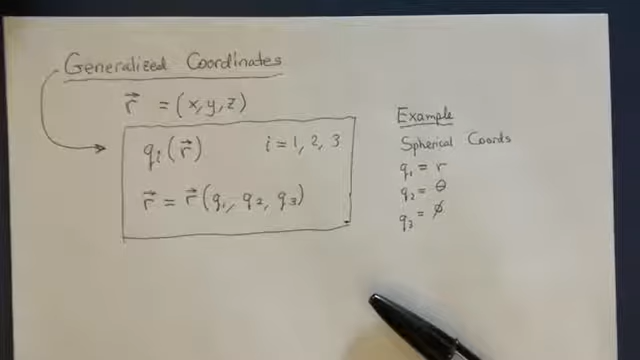 Generalized Coordinates
r⃗ = (x, y, z)
qᵢ(r⃗) i = 1, 2, 3
r⃗ = r⃗(q₁, q₂, q₃)
Example
Spherical Coords
q₁ = r
q₂ = θ
q₃ = ϕ